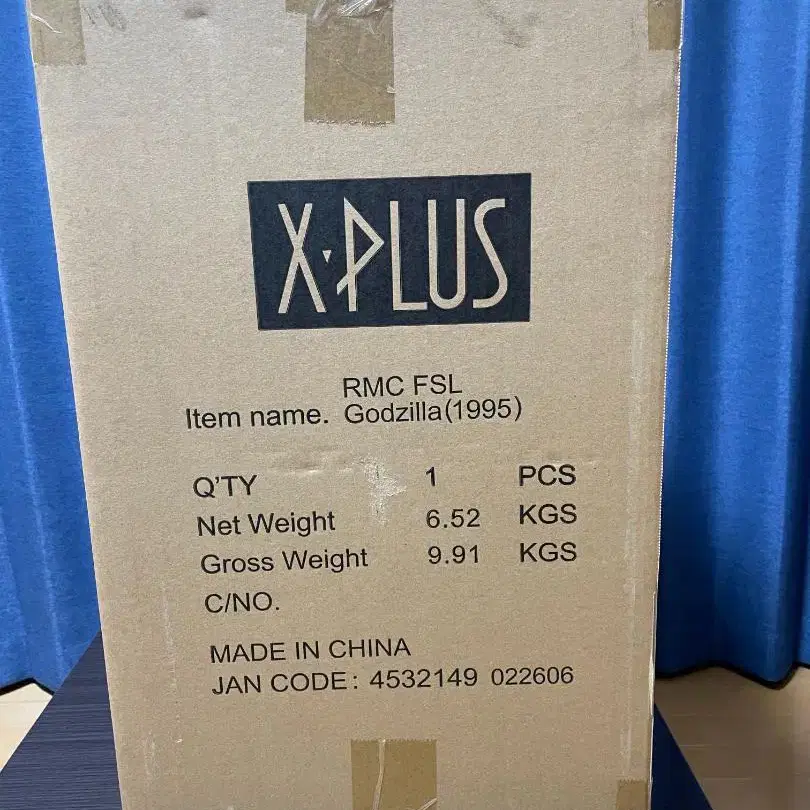 X·PLUS
RMC FSL
Item name. Godzilla(1995)
Q'TY 1 PCS
Net Weight 6.52 KGS
Gross Weight 9.91 KGS
C/NO.
MADE IN CHINA
JAN CODE: 4532149 022606